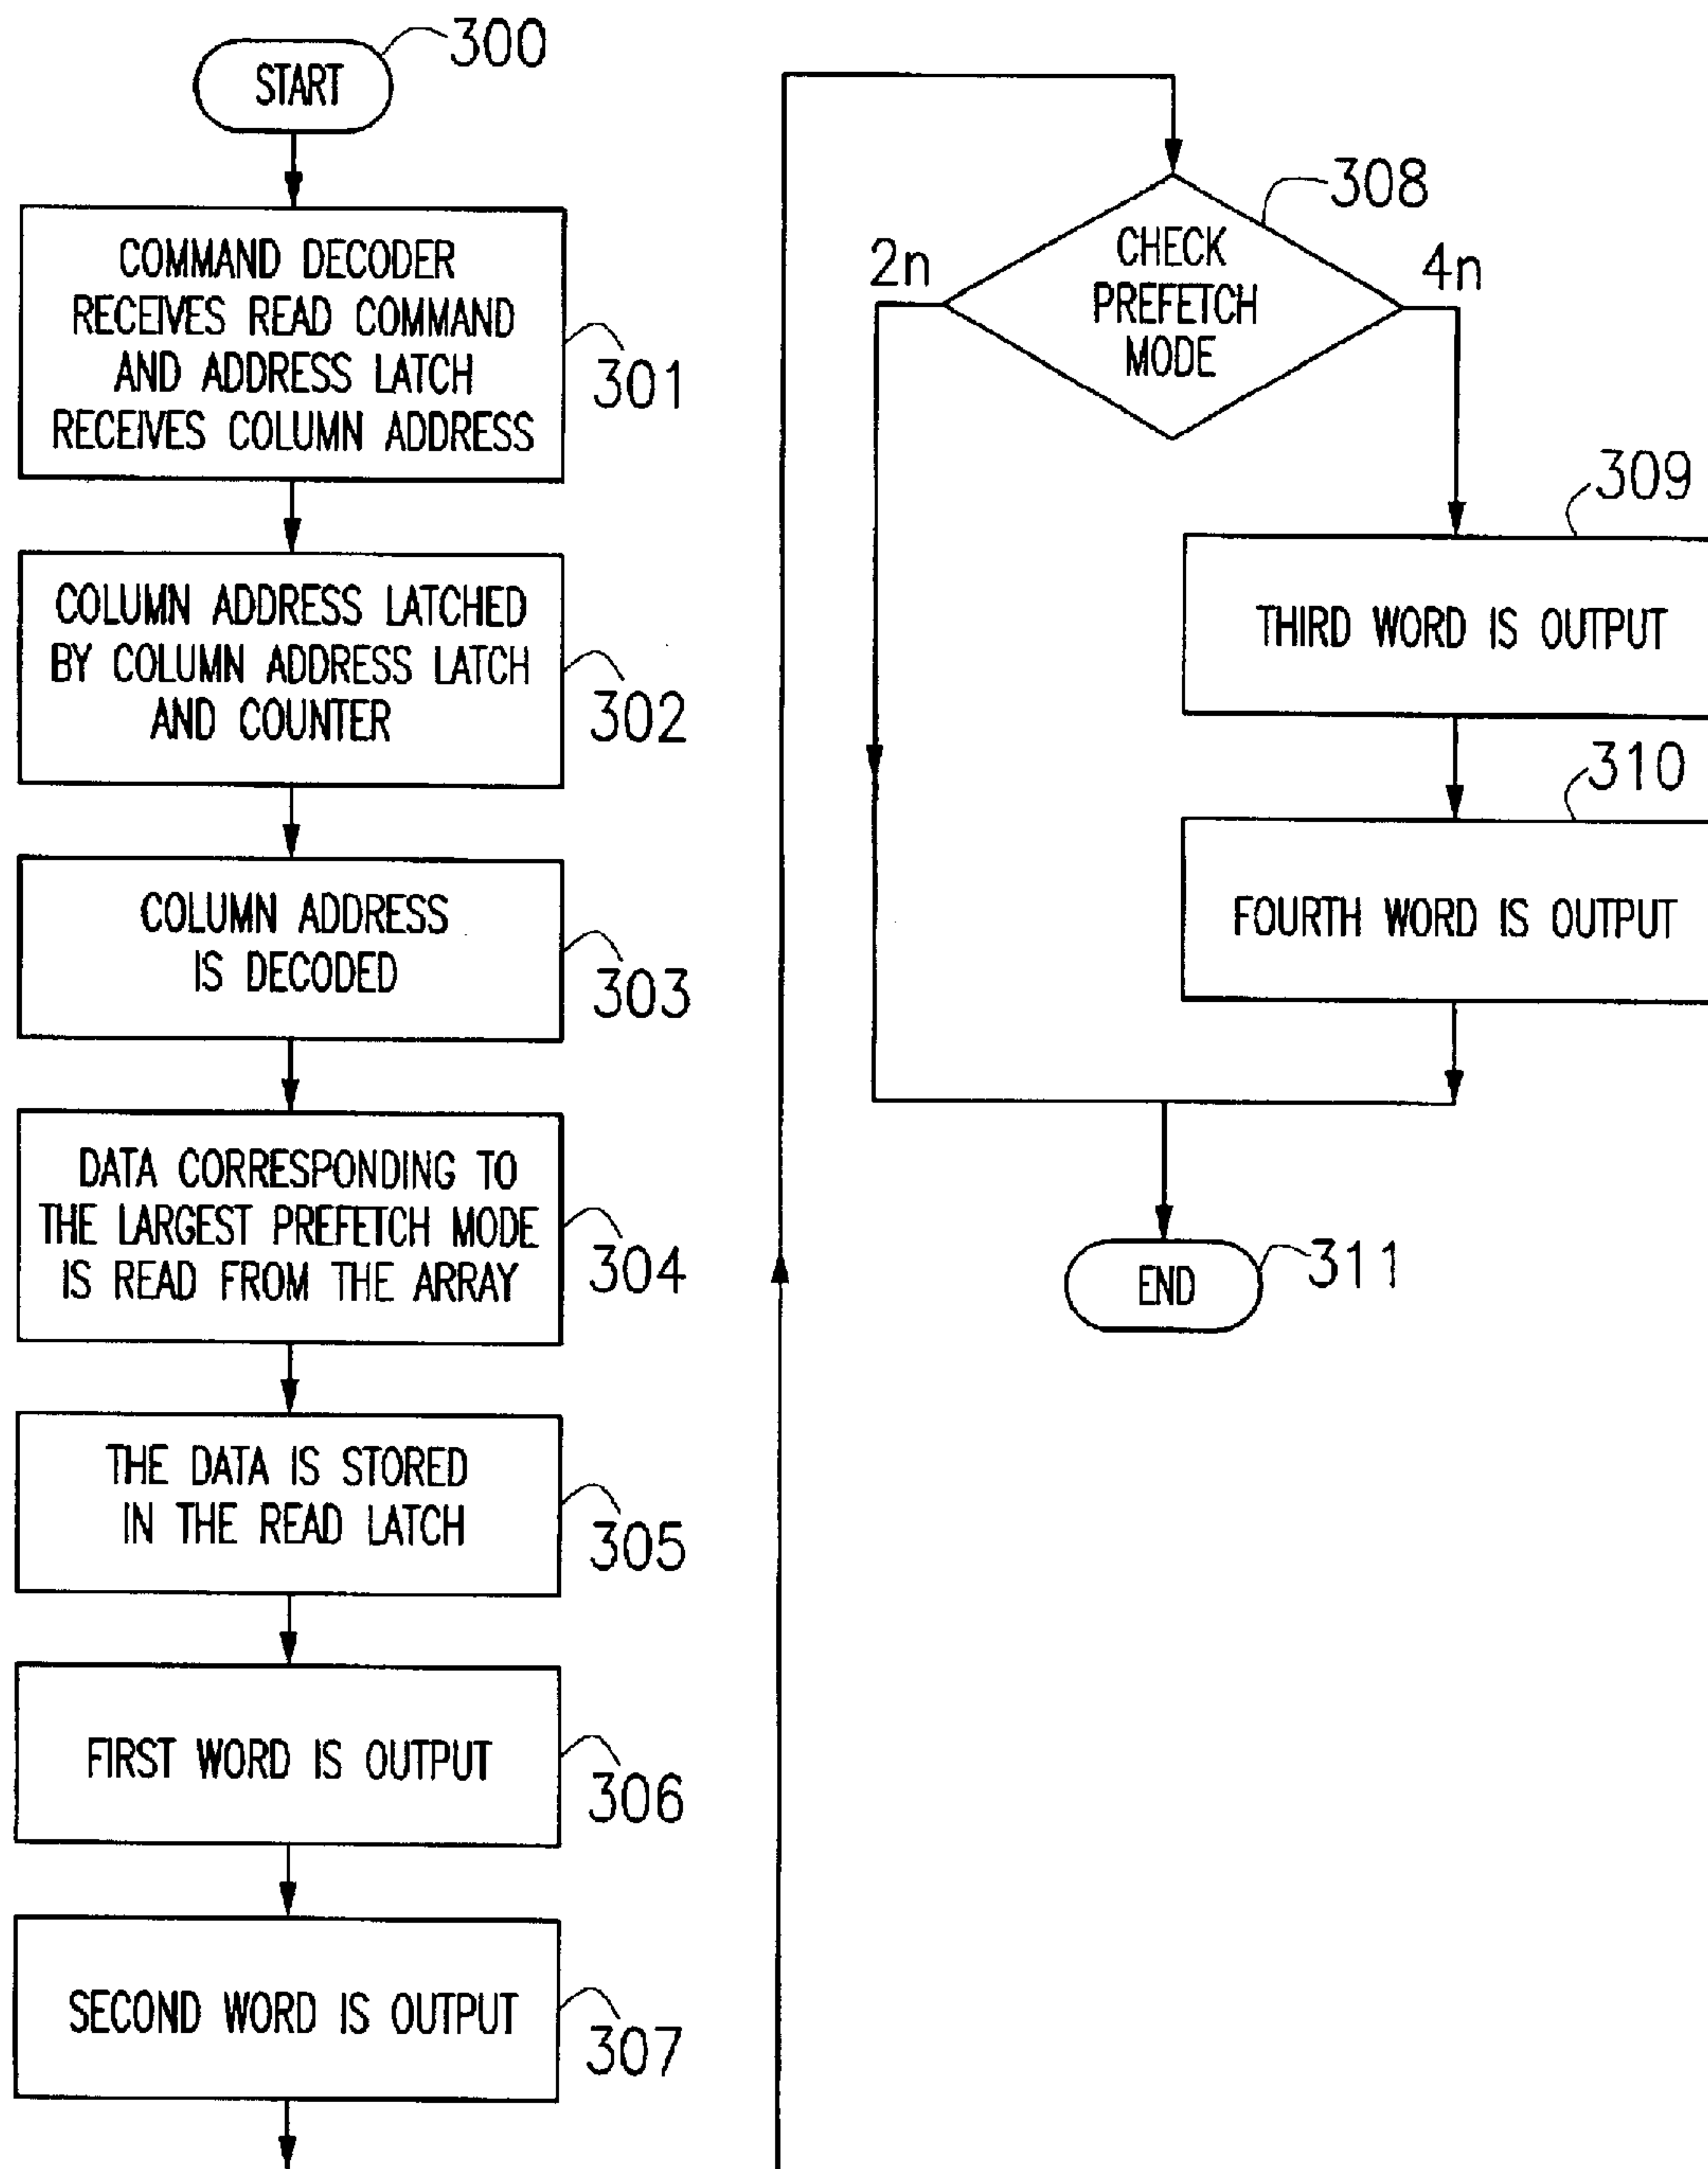 300
START
COMMAND DECODER
RECEIVES READ COMMAND
AND ADDRESS LATCH
RECEIVES COLUMN ADDRESS
301
COLUMN ADDRESS LATCHED
BY COLUMN ADDRESS LATCH
AND COUNTER
302
COLUMN ADDRESS
IS DECODED
303
DATA CORRESPONDING TO
THE LARGEST PREFETCH MODE
IS READ FROM THE ARRAY
304
THE DATA IS STORED
IN THE READ LATCH
305
FIRST WORD IS OUTPUT
306
SECOND WORD IS OUTPUT
307
308
CHECK
PREFETCH
MODE
2n
4n
309
THIRD WORD IS OUTPUT
310
FOURTH WORD IS OUTPUT
END
311